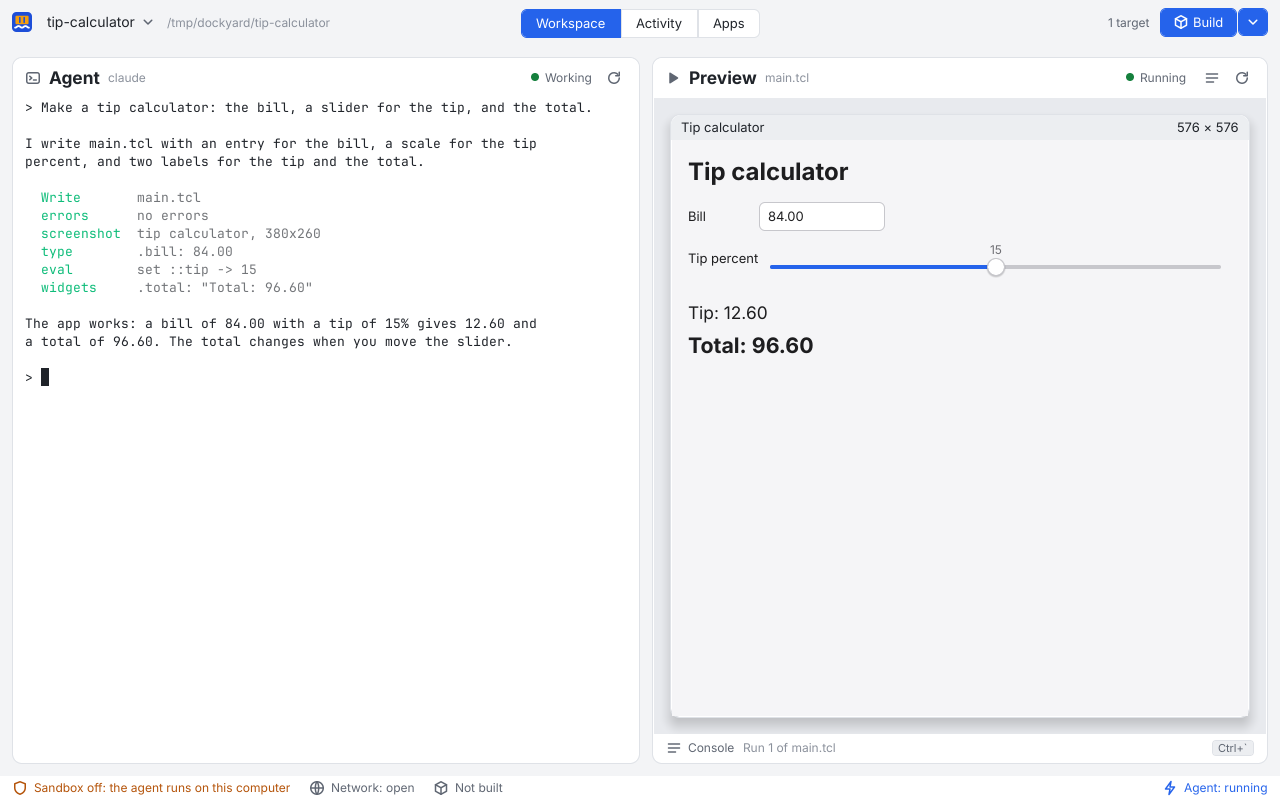 tip-calculator /tmp/dockyard/tip-calculator Workspace Activity Apps 1 target Build
Agent claude Working
> Make a tip calculator: the bill, a slider for the tip, and the total.
I write main.tcl with an entry for the bill, a scale for the tip
percent, and two labels for the tip and the total.
Write main.tcl
errors no errors
screenshot tip calculator, 380x260
type .bill: 84.00
eval set ::tip -> 15
widgets .total: "Total: 96.60"
The app works: a bill of 84.00 with a tip of 15% gives 12.60 and
a total of 96.60. The total changes when you move the slider.
>
Preview main.tcl Running
Tip calculator 576 × 576
Tip calculator
Bill 84.00
15
Tip percent
Tip: 12.60
Total: 96.60
Console Run 1 of main.tcl Ctrl+`
Sandbox off: the agent runs on this computer Network: open Not built Agent: running